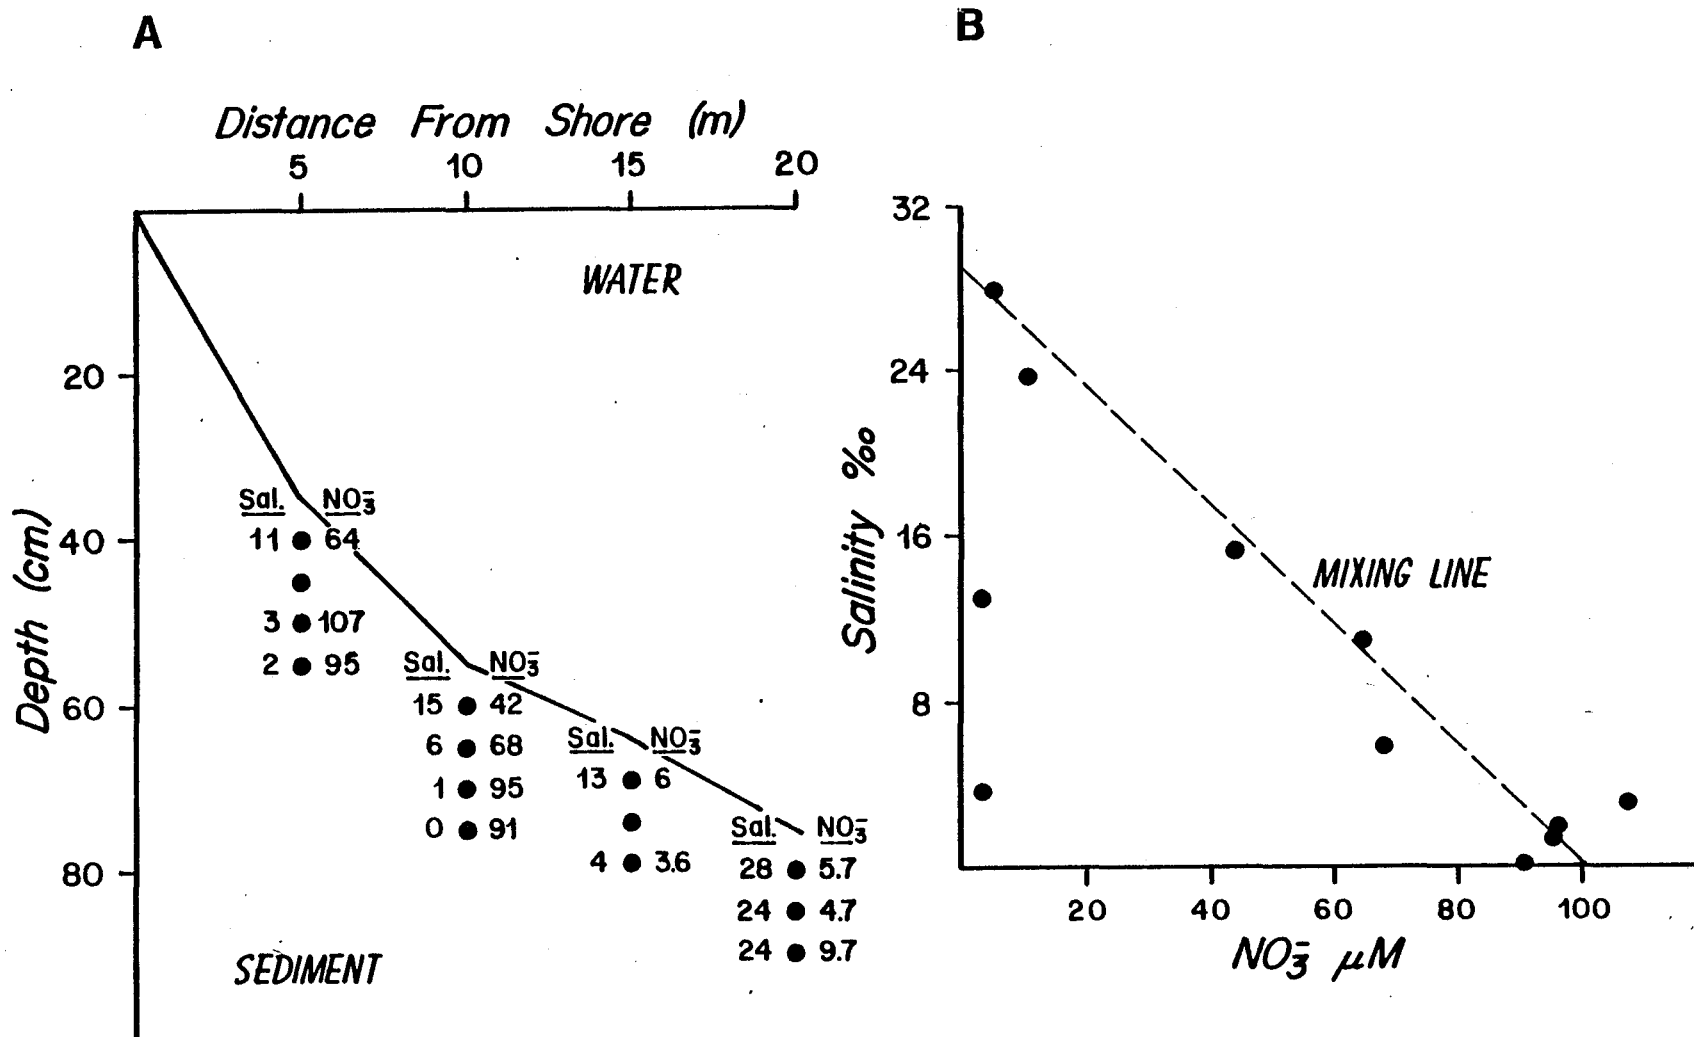 A
B
Distance From Shore (m)
5 10 15 20
WATER
20
40
60
80
Depth (cm)
Sal. NO₃⁻
11 64
3 107
2 95
Sal. NO₃⁻
15 42
6 68
1 95
0 91
Sal. NO₃⁻
13 6
4 3.6
Sal. NO₃⁻
28 5.7
24 4.7
24 9.7
SEDIMENT
32
24
16
8
Salinity ‰
MIXING LINE
20 40 60 80 100
NO₃⁻ µM